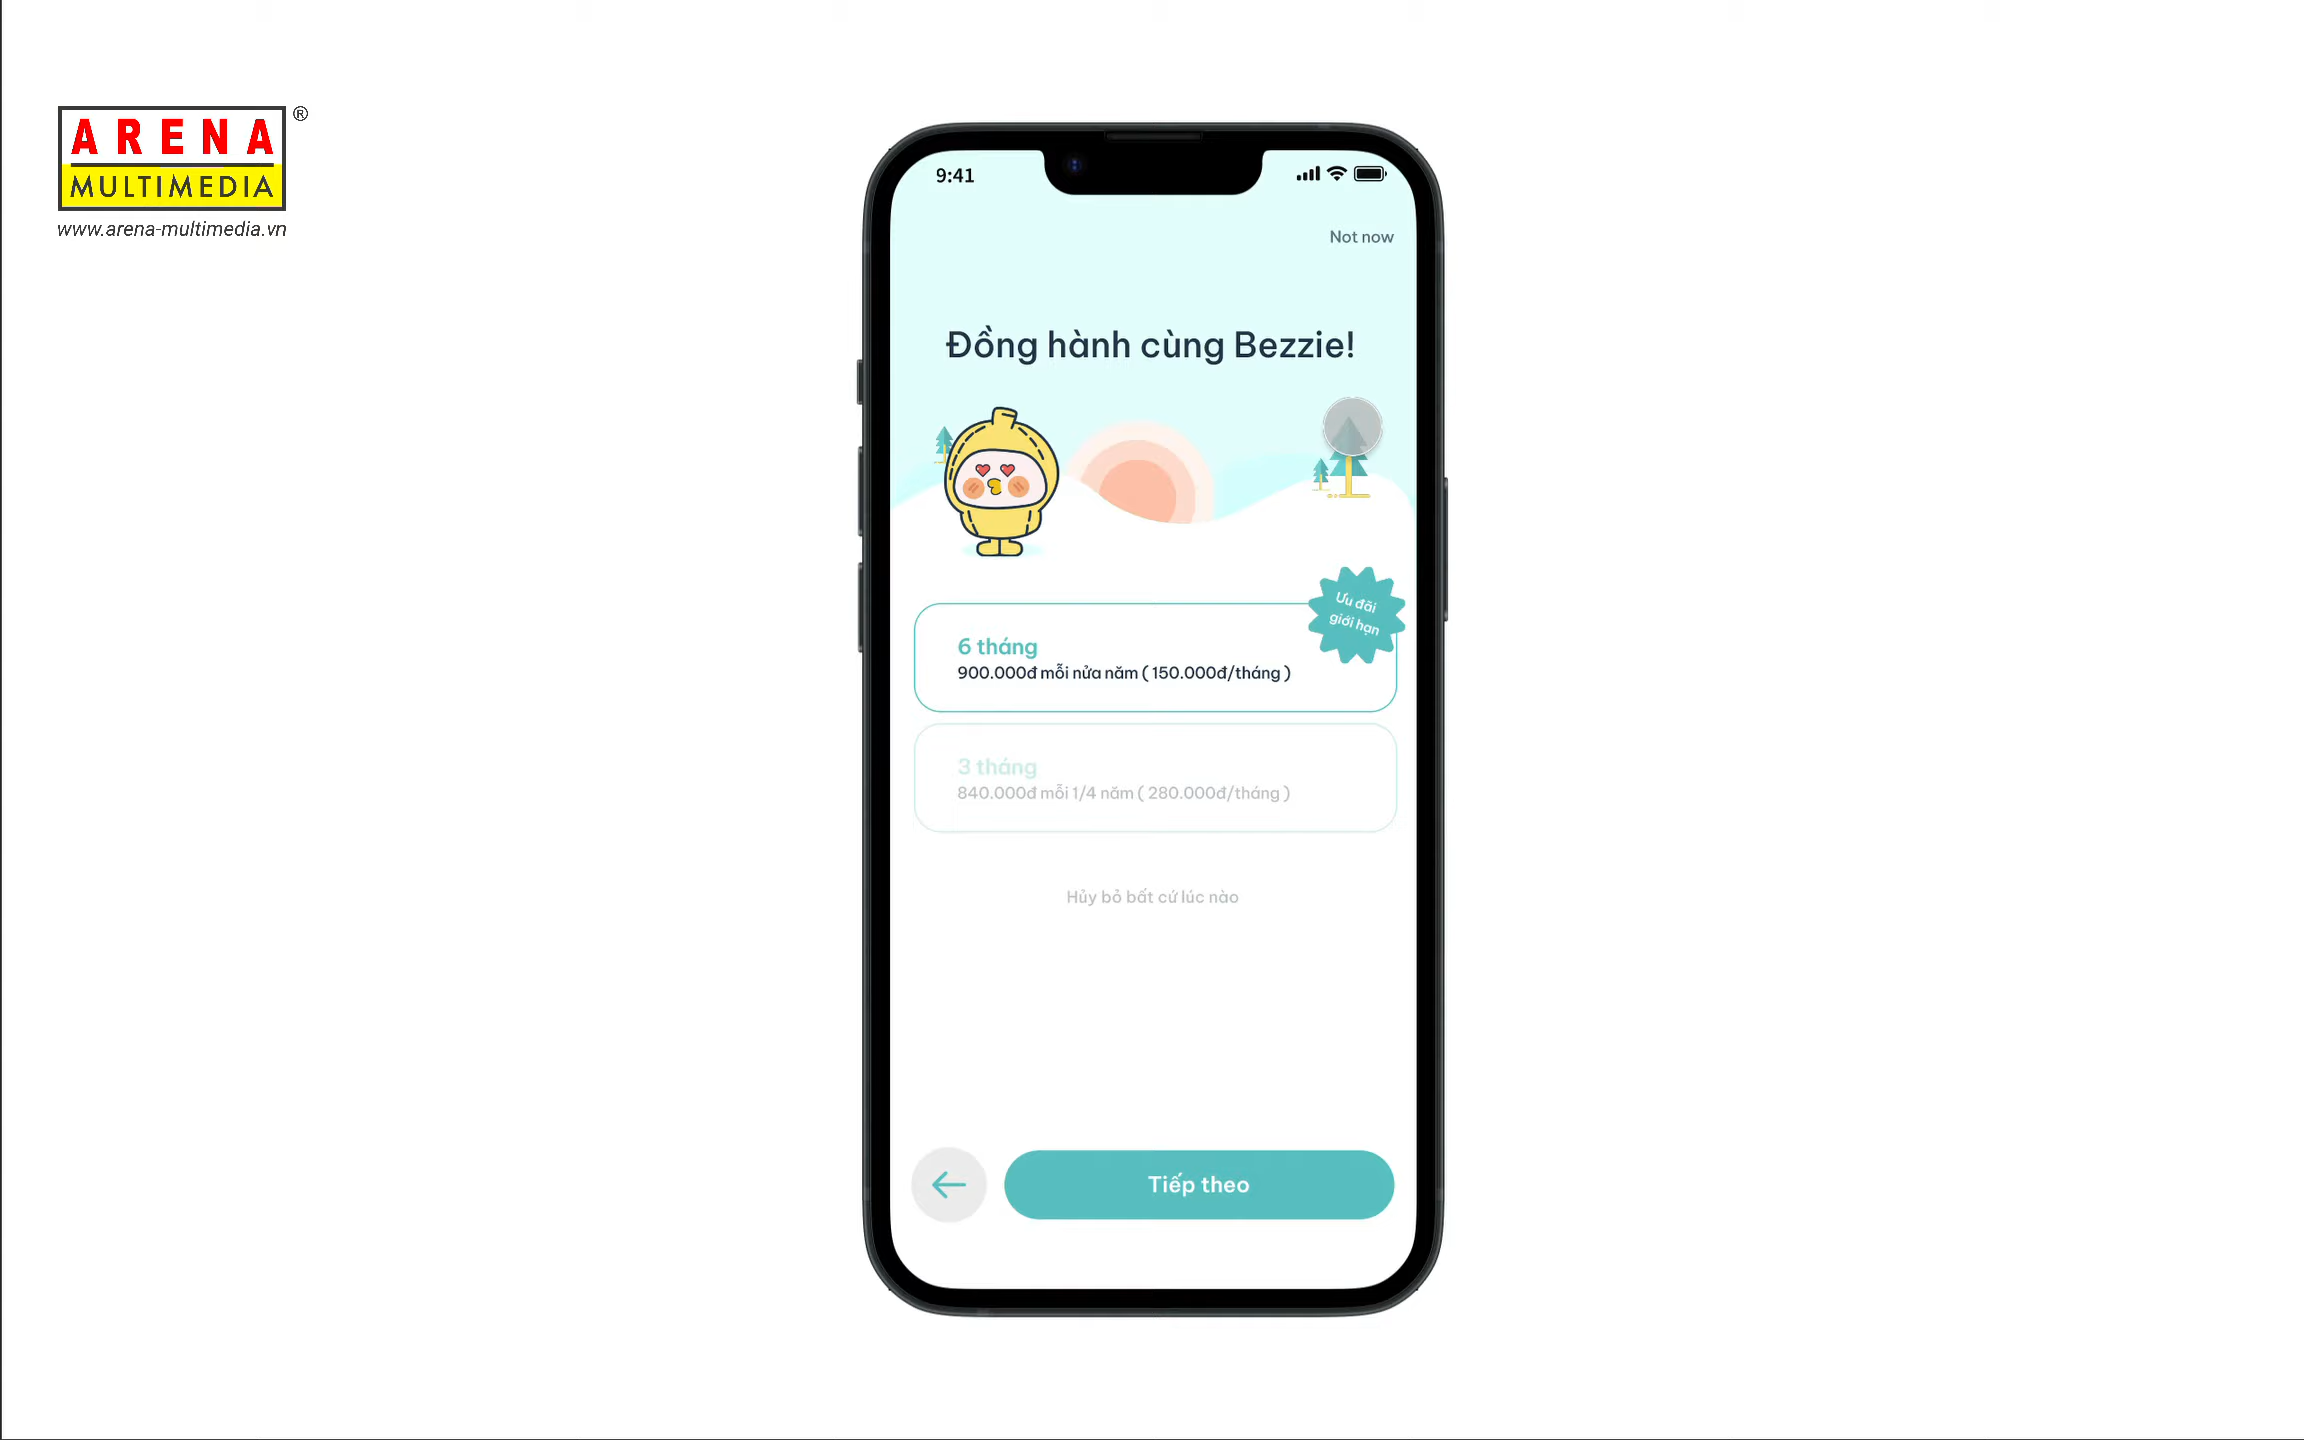 ARENA ®
MULTIMEDIA
www.arena-multimedia.vn
9:41
Not now
Đồng hành cùng Bezzie!
Ưu đãi
giới hạn
6 tháng
900.000đ mỗi nửa năm ( 150.000đ/tháng )
3 tháng
840.000đ mỗi 1/4 năm ( 280.000đ/tháng )
Hủy bỏ bất cứ lúc nào
Tiếp theo